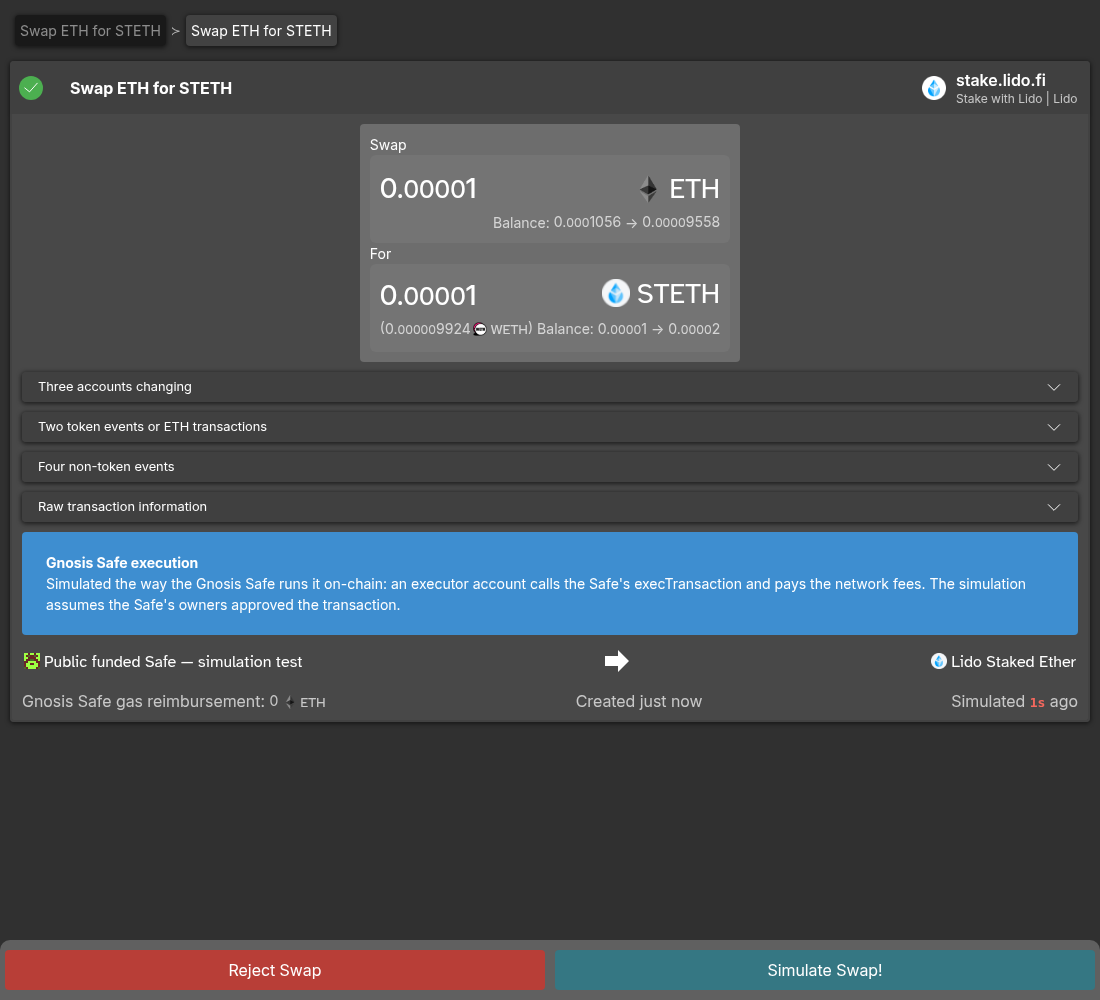 Swap ETH for STETH > Swap ETH for STETH
Swap ETH for STETH
stake.lido.fi
Stake with Lido | Lido
Swap
0.00001 ETH
Balance: 0.0001056 → 0.00009558
For
0.00001 STETH
(0.000009924 WETH) Balance: 0.00001 → 0.00002
Three accounts changing
Two token events or ETH transactions
Four non-token events
Raw transaction information
Gnosis Safe execution
Simulated the way the Gnosis Safe runs it on-chain: an executor account calls the Safe's execTransaction and pays the network fees. The simulation
assumes the Safe's owners approved the transaction.
Public funded Safe — simulation test
Lido Staked Ether
Gnosis Safe gas reimbursement: 0 ETH
Created just now
Simulated 1s ago
Reject Swap
Simulate Swap!